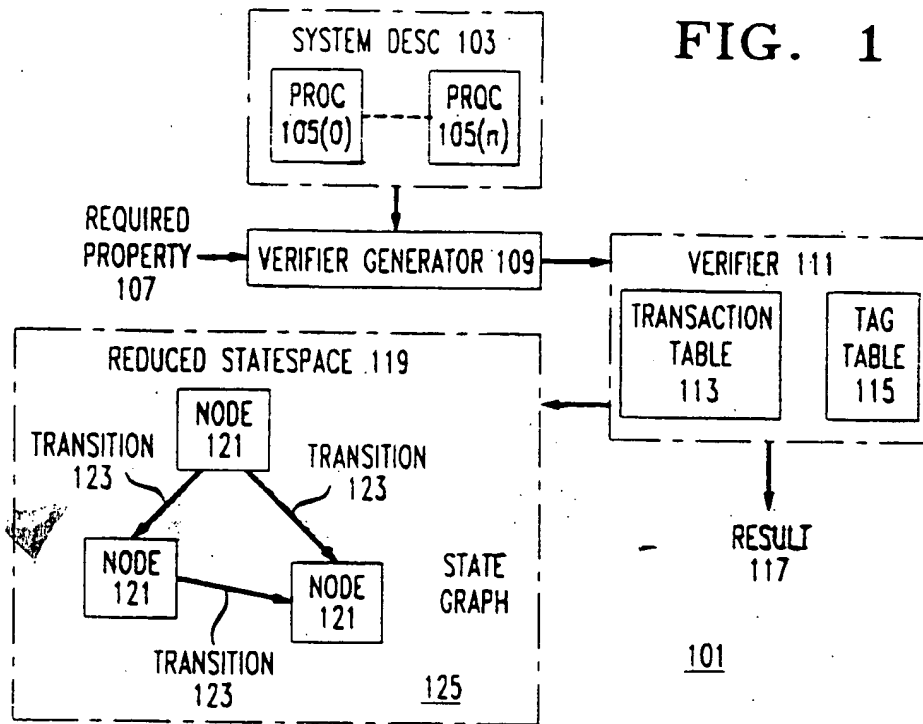 FIG. 1
SYSTEM DESC 103
PROC
105(0)
PROC
105(n)
REQUIRED
PROPERTY
107
VERIFIER GENERATOR 109
VERIFIER 111
TRANSACTION
TABLE
113
TAG
TABLE
115
REDUCED STATESPACE 119
NODE
121
TRANSITION
123
TRANSITION
123
NODE
121
NODE
121
STATE
GRAPH
TRANSITION
123
125
RESULT
117
101